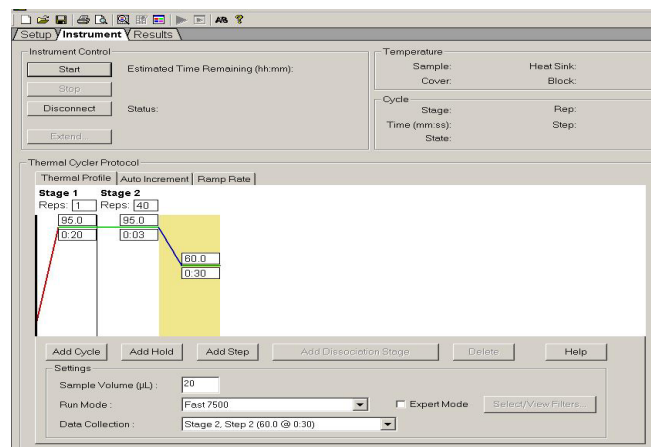 Setup Instrument Results
Instrument Control
Start
Estimated Time Remaining (hh:mm):
Stop
Disconnect
Status:
Extend...
Temperature
Sample: Heat Sink:
Cover: Block:
Cycle
Stage: Rep:
Time (mm:ss): Step:
State:
Thermal Cycler Protocol
Thermal Profile Auto Increment Ramp Rate
Stage 1 Stage 2
Reps: 1 Reps: 40
95.0 95.0
0:20 0:03
60.0
0:30
Add Cycle Add Hold Add Step Add Dissociation Stage Delete Help
Settings
Sample Volume (µL) : 20
Run Mode : Fast 7500 Expert Mode Select/View Filters...
Data Collection : Stage 2, Step 2 (60.0 @ 0:30)